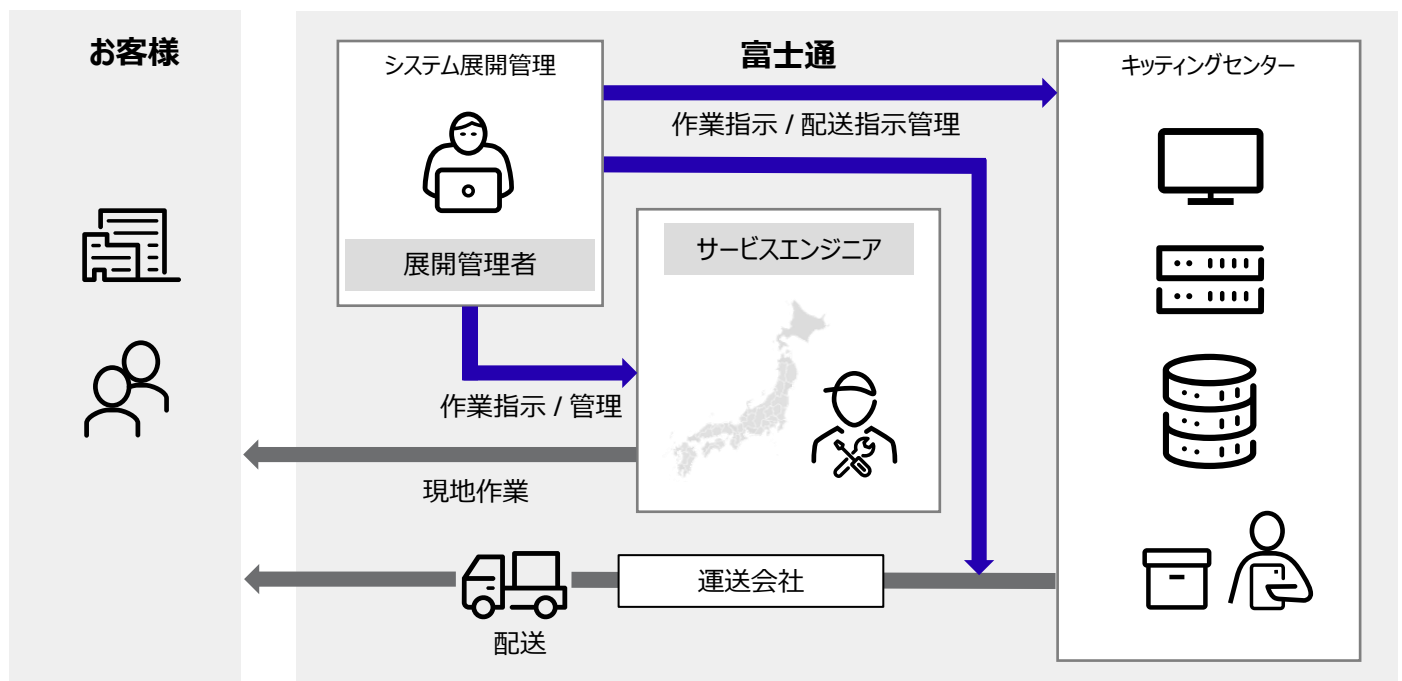 お客様
富士通
システム展開管理
展開管理者
キッティングセンター
作業指示 / 配送指示管理
サービスエンジニア
作業指示 / 管理
現地作業
運送会社
配送